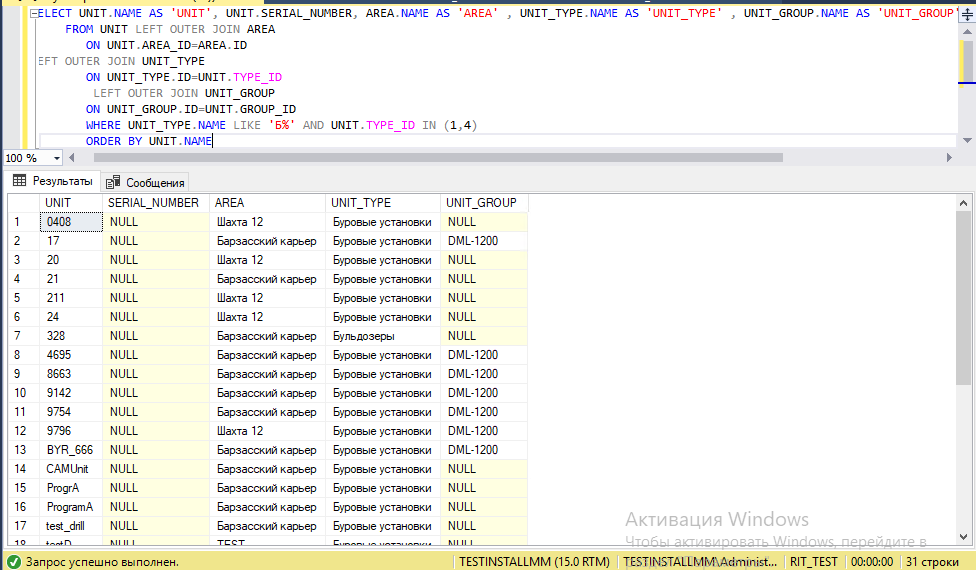 ELECT UNIT.NAME AS 'UNIT', UNIT.SERIAL_NUMBER, AREA.NAME AS 'AREA' , UNIT_TYPE.NAME AS 'UNIT_TYPE' , UNIT_GROUP.NAME AS 'UNIT_GROUP'
FROM UNIT LEFT OUTER JOIN AREA
ON UNIT.AREA_ID=AREA.ID
EFT OUTER JOIN UNIT_TYPE
ON UNIT_TYPE.ID=UNIT.TYPE_ID
LEFT OUTER JOIN UNIT_GROUP
ON UNIT_GROUP.ID=UNIT.GROUP_ID
WHERE UNIT_TYPE.NAME LIKE 'Б%' AND UNIT.TYPE_ID IN (1,4)
ORDER BY UNIT.NAME
100 %
Результаты Сообщения
UNIT SERIAL_NUMBER AREA UNIT_TYPE UNIT_GROUP
1 0408 NULL Шахта 12 Буровые установки NULL
2 17 NULL Барзасский карьер Буровые установки DML-1200
3 20 NULL Шахта 12 Буровые установки NULL
4 21 NULL Барзасский карьер Буровые установки NULL
5 211 NULL Шахта 12 Буровые установки NULL
6 24 NULL Шахта 12 Буровые установки NULL
7 328 NULL Барзасский карьер Бульдозеры NULL
8 4695 NULL Барзасский карьер Буровые установки DML-1200
9 8663 NULL Барзасский карьер Буровые установки DML-1200
10 9142 NULL Барзасский карьер Буровые установки DML-1200
11 9754 NULL Барзасский карьер Буровые установки DML-1200
12 9796 NULL Шахта 12 Буровые установки DML-1200
13 BYR_666 NULL Барзасский карьер Буровые установки DML-1200
14 CAMUnit NULL Барзасский карьер Буровые установки NULL
15 ProgrA NULL Барзасский карьер Буровые установки NULL
16 ProgramA NULL Барзасский карьер Буровые установки NULL
17 test_drill NULL Барзасский карьер Буровые установки NULL
18 testD NULL TEST Буровые установки NULL
Активация Windows
Чтобы активировать Windows, перейдите в
Запрос успешно выполнен. TESTINSTALLMM (15.0 RTM) TESTINSTALLMM\Administ... RIT_TEST 00:00:00 31 строки